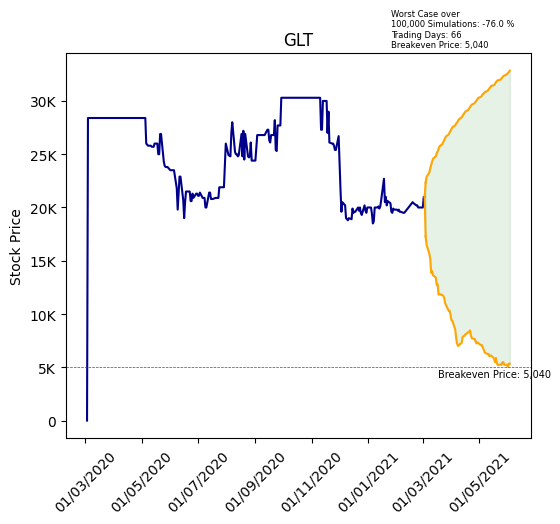 Worst Case over
100,000 Simulations: -76.0 %
Trading Days: 66
Breakeven Price: 5,040
GLT
Stock Price
30K
25K
20K
15K
10K
5K
0
Breakeven Price: 5,040
01/03/2020
01/05/2020
01/07/2020
01/09/2020
01/11/2020
01/01/2021
01/03/2021
01/05/2021